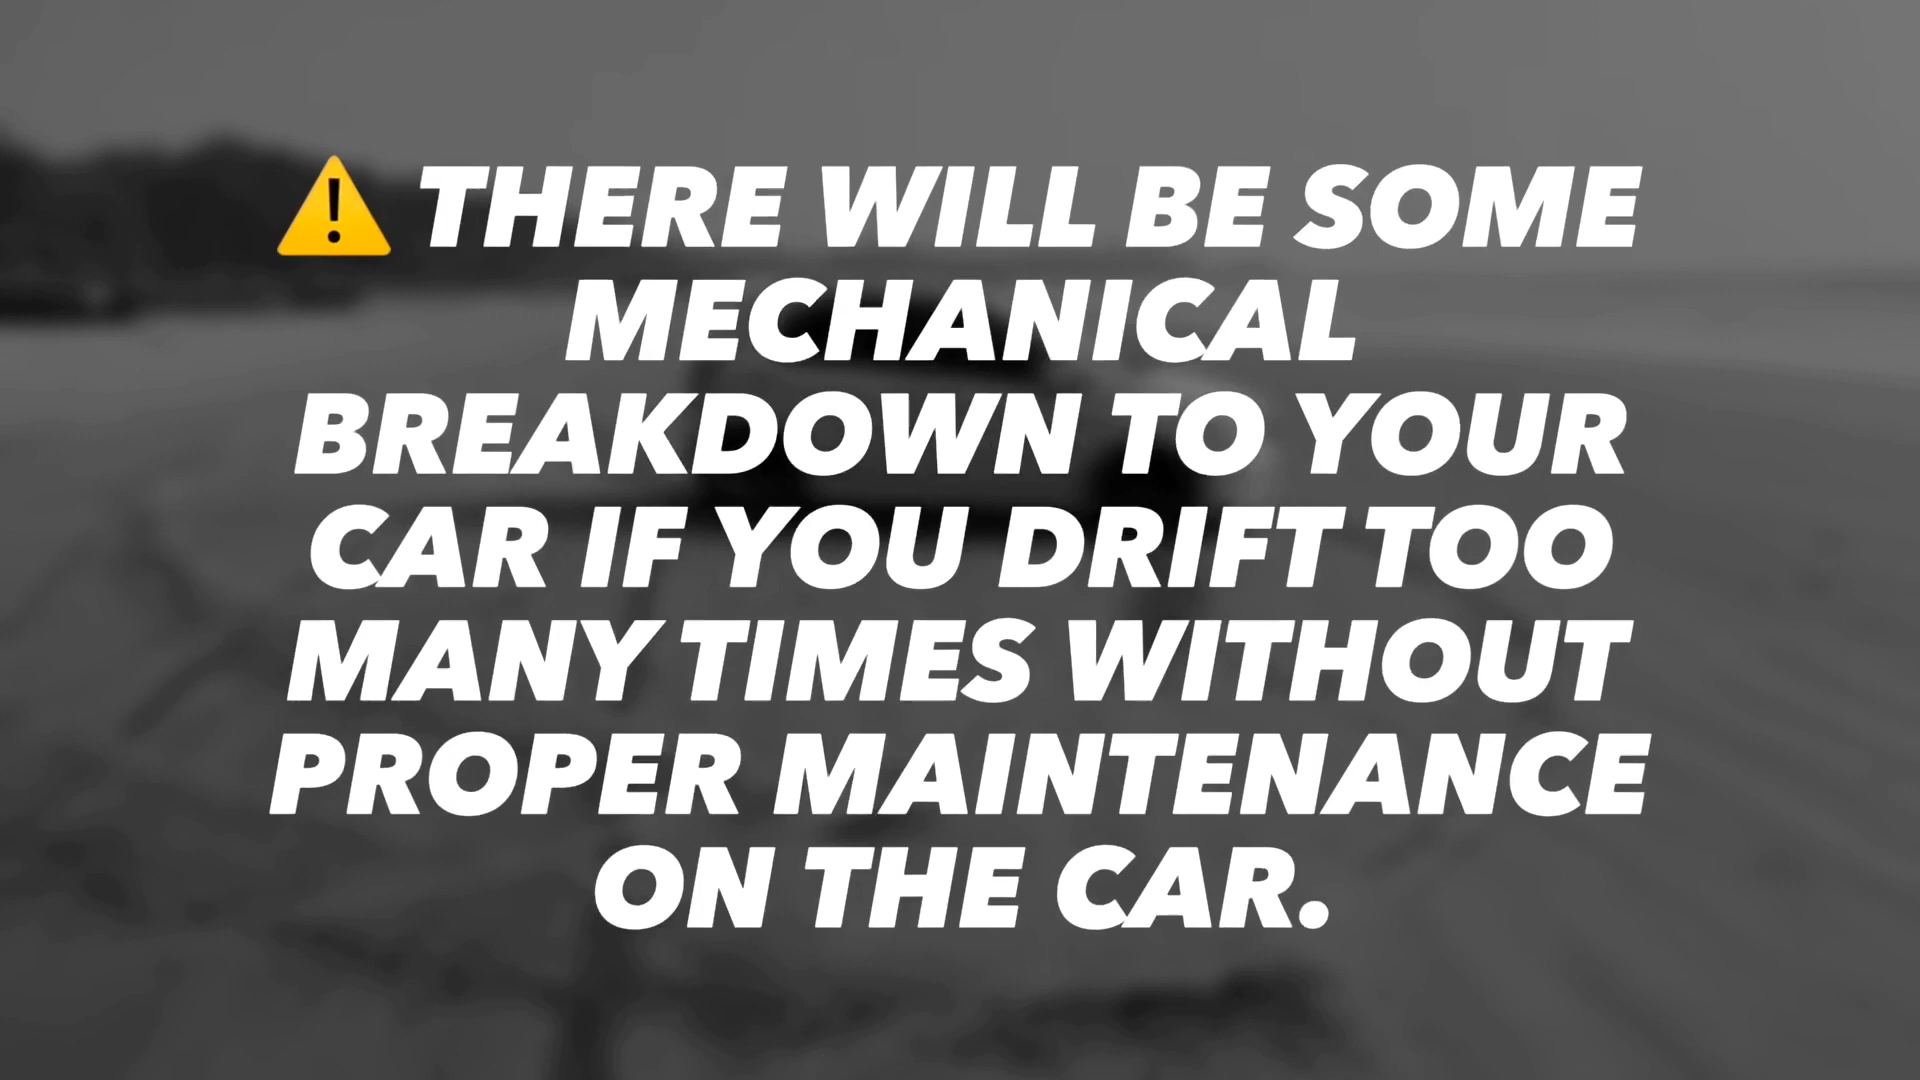 ⚠️ THERE WILL BE SOME
MECHANICAL
BREAKDOWN TO YOUR
CAR IF YOU DRIFT TOO
MANY TIMES WITHOUT
PROPER MAINTENANCE
ON THE CAR.